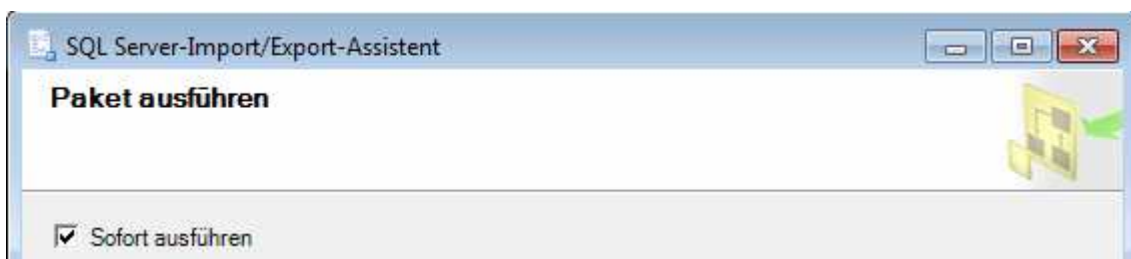 SQL Server-Import/Export-Assistent
Paket ausführen
Sofort ausführen